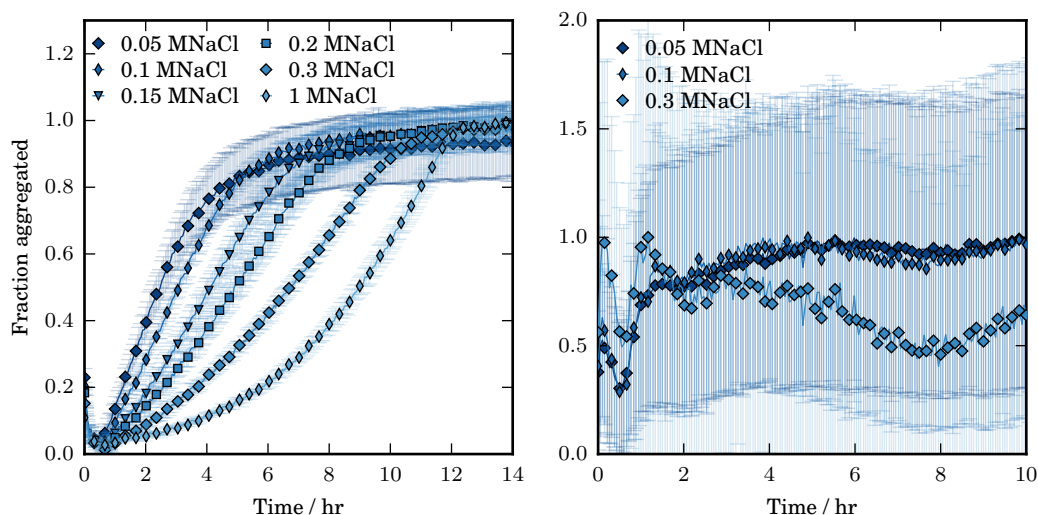 1.2
1.0
0.8
0.6
0.4
0.2
0.0
Fraction aggregated
0.05 MNaCl
0.1 MNaCl
0.15 MNaCl
0.2 MNaCl
0.3 MNaCl
1 MNaCl
0 2 4 6 8 10 12 14
Time / hr
2.0
1.5
1.0
0.5
0.0
0.05 MNaCl
0.1 MNaCl
0.3 MNaCl
0 2 4 6 8 10
Time / hr